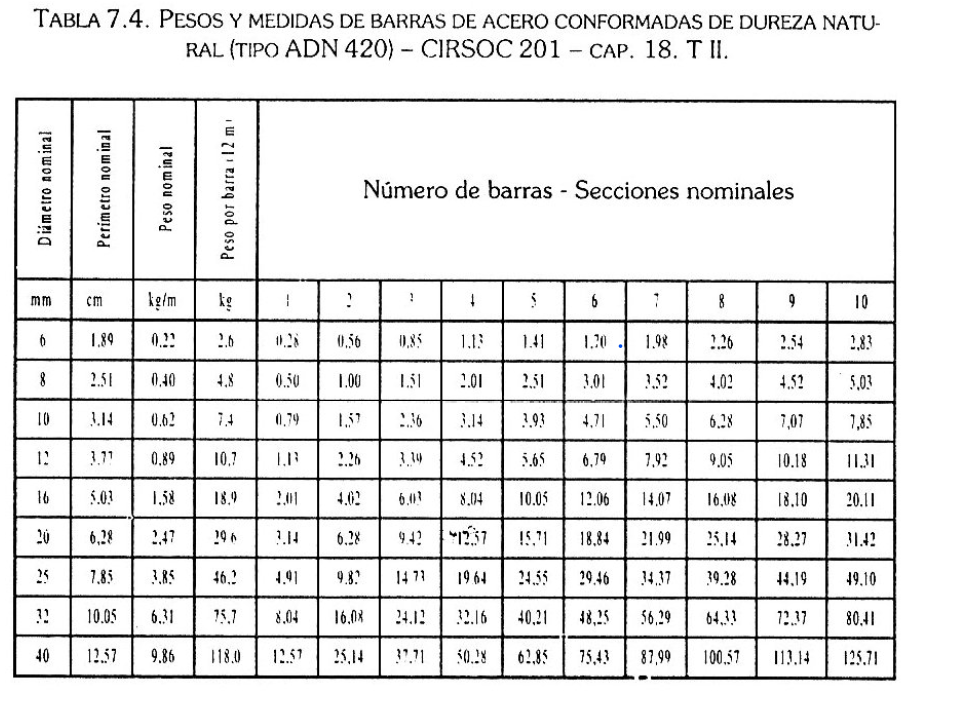 TABLA 7.4. PESOS Y MEDIDAS DE BARRAS DE ACERO CONFORMADAS DE DUREZA NATU-
RAL (TIPO ADN 420) – CIRSOC 201 – CAP. 18. T II.
Diámetro nominal
Perímetro nominal
Peso nominal
Peso por barra (12 m)
Número de barras - Secciones nominales
mm cm kg/m kg 1 2 3 4 5 6 7 8 9 10
6 1.89 0.22 2.6 0.28 0.56 0.85 1.13 1.41 1.70 1.98 2.26 2.54 2,83
8 2.51 0.40 4.8 0.50 1.00 1.51 2.01 2.51 3.01 3.52 4.02 4.52 5,03
10 3.14 0.62 7.4 0.79 1.57 2.36 3.14 3.93 4.71 5,50 6,28 7,07 7,85
12 3.77 0.89 10.7 1.13 2.26 3.39 4.52 5.65 6,79 7,92 9,05 10.18 11.31
16 5.03 1.58 18.9 2.01 4.02 6.03 8.04 10.05 12.06 14,07 16,08 18,10 20.11
20 6,28 2,47 29 6 3.14 6.28 9.42 12.57 15,71 18,84 21,99 25,14 28,27 31.42
25 7.85 3,85 46.2 4.91 9.82 14 73 19 64 24,55 29.46 34,37 39.28 44,19 49.10
32 10.05 6,31 75.7 8,04 16,08 24.12 32.16 40,21 48,25 56,29 64,33 72,37 80.41
40 12.57 9,86 118.0 12.57 25,14 37.71 50.28 62,85 75,43 87,99 100,57 113.14 125.71